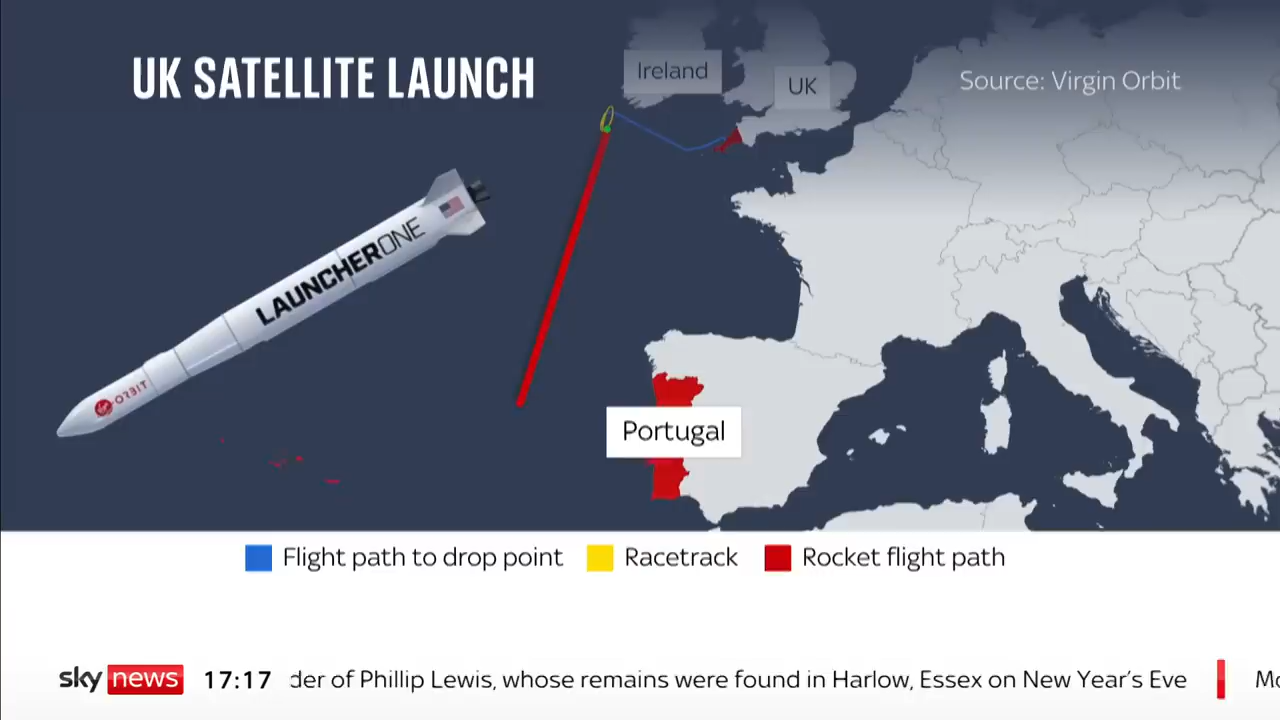 UK SATELLITE LAUNCH
Ireland
UK
Source: Virgin Orbit
LAUNCHERONE
ORBIT
Portugal
Flight path to drop point
Racetrack
Rocket flight path
sky news
17:17
of Phillip Lewis, whose remains were found in Harlow, Essex on New Year's Eve